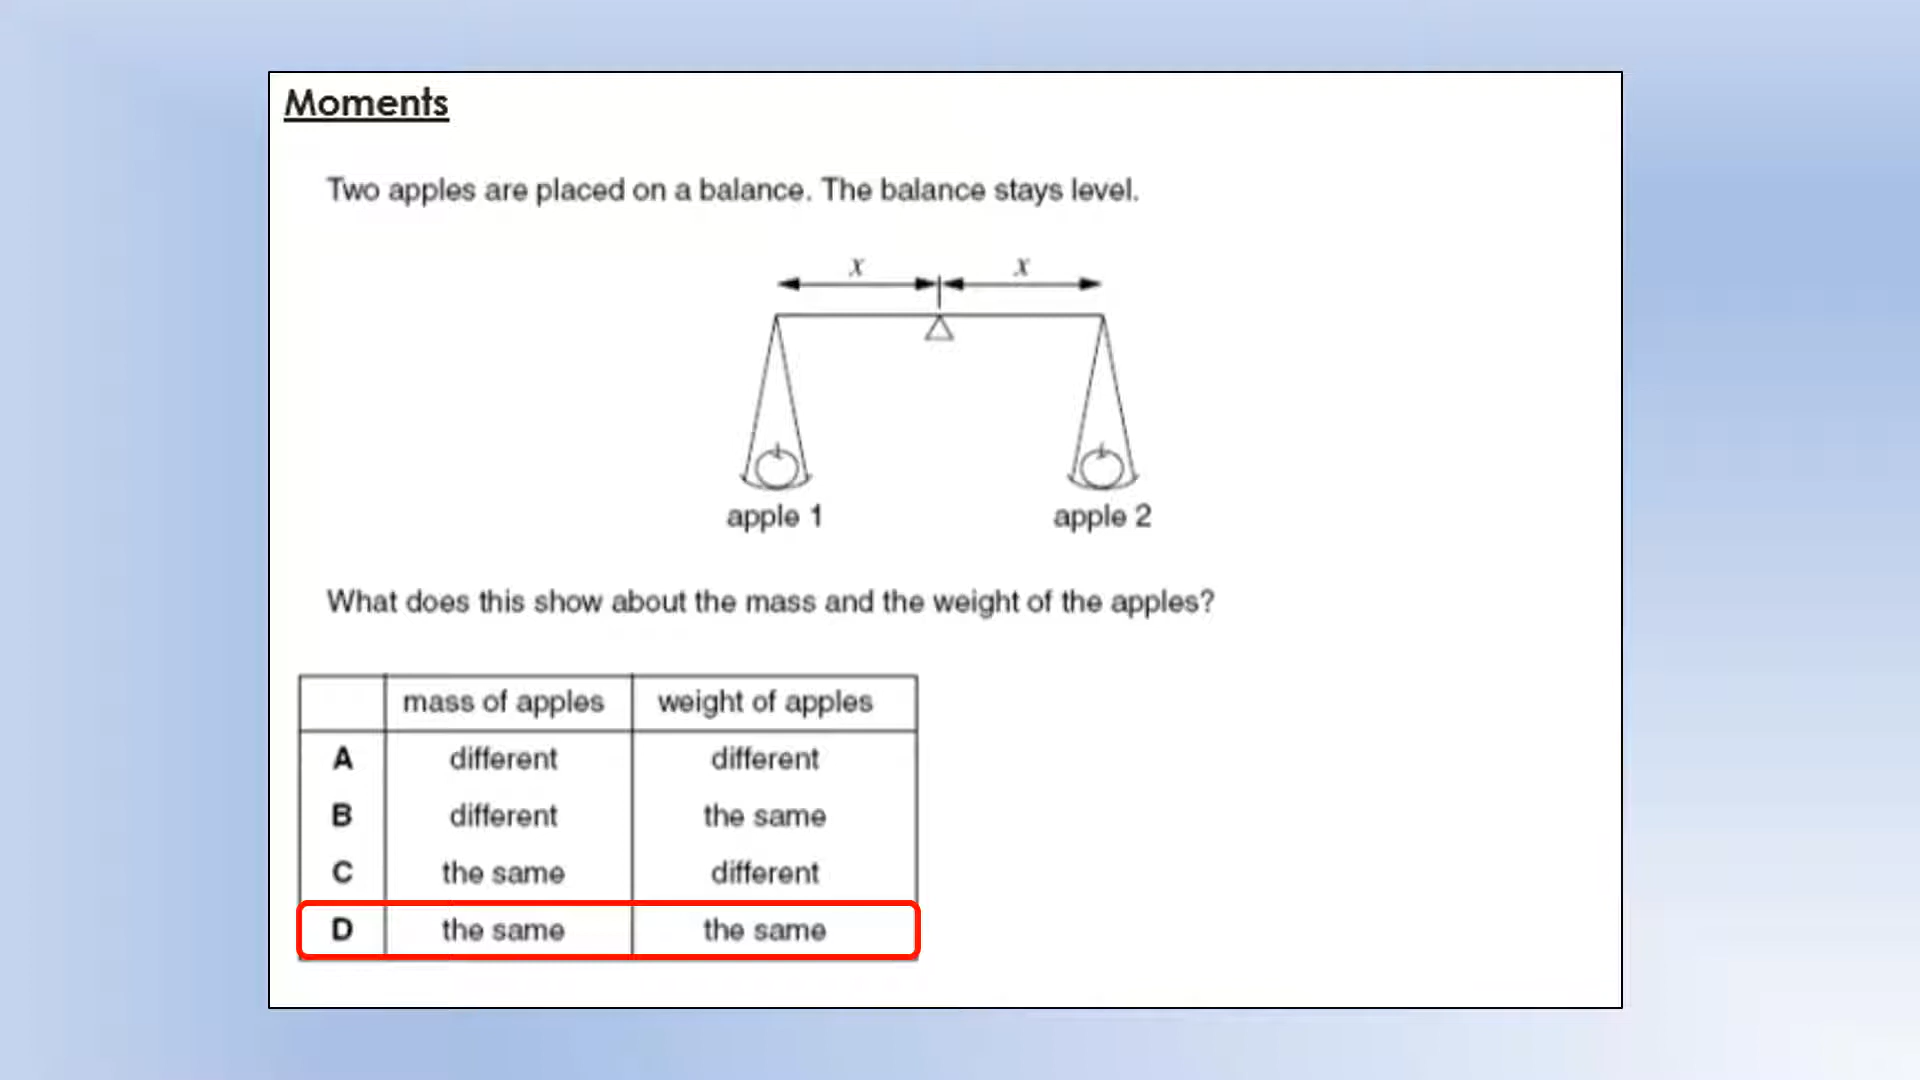 Moments
Two apples are placed on a balance. The balance stays level.
x x
apple 1 apple 2
What does this show about the mass and the weight of the apples?
mass of apples weight of apples
A different different
B different the same
C the same different
D the same the same